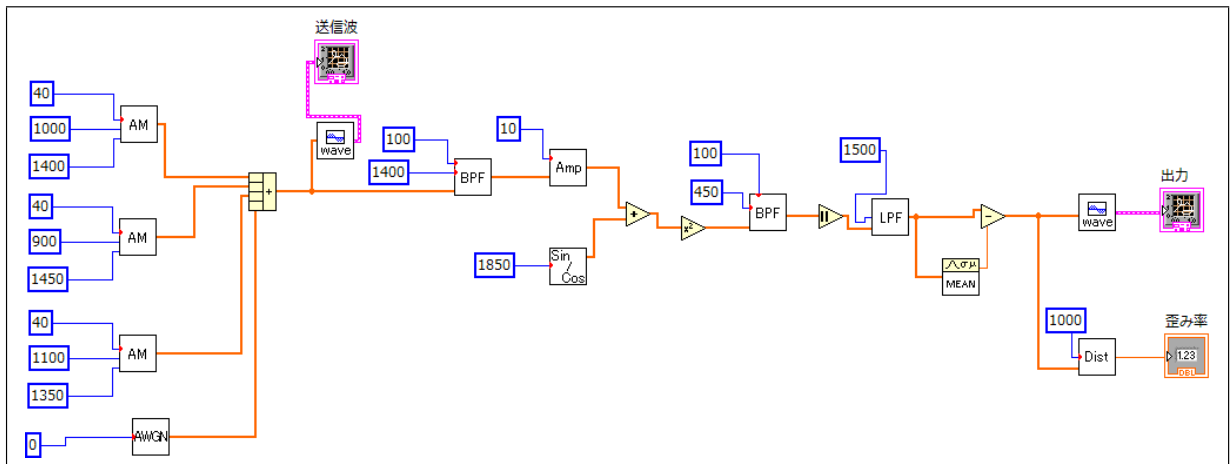 送信波
40
AM
1000
1400
wave
100
1400
BPF
10
Amp
+
40
AM
900
1450
+
x²
Sin
Cos
1850
100
450
BPF
1500
LPF
-
MEAN
σμ
wave
出力
40
AM
1100
1350
1000
Dist
歪み率
1.23
DBL
0
AWGN